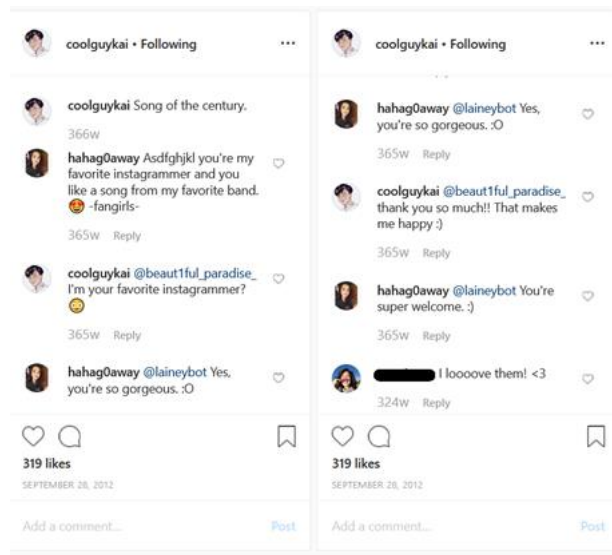 coolguykai • Following
coolguykai Song of the century.
366w
hahag0away Asdfghjkl you're my
favorite instagrammer and you
like a song from my favorite band.
🤩 -fangirls-
365w Reply
coolguykai @beaut1ful_paradise_
I'm your favorite instagrammer?
😳
365w Reply
hahag0away @laineybot Yes,
you're so gorgeous. :O
319 likes
SEPTEMBER 28, 2012
Add a comment...
Post
coolguykai • Following
hahag0away @laineybot Yes,
you're so gorgeous. :O
365w Reply
coolguykai @beaut1ful_paradise_
thank you so much!! That makes
me happy :)
365w Reply
hahag0away @laineybot You're
super welcome. :)
365w Reply
I loooove them! <3
324w Reply
319 likes
SEPTEMBER 28, 2012
Add a comment...
Post